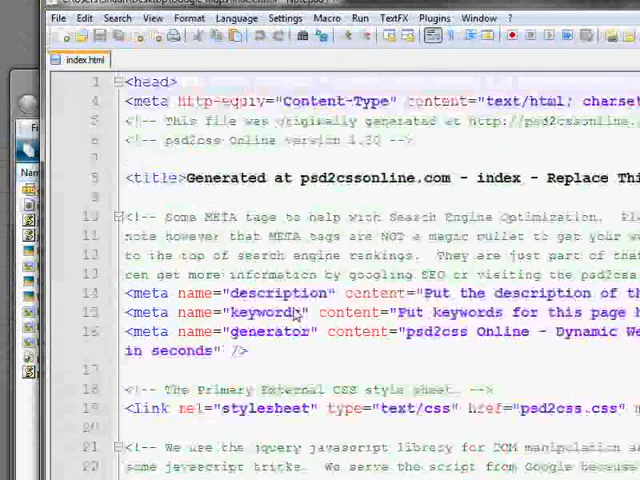 File Edit Search View Format Language Settings Macro Run TextFX Plugins Window ?
index.html
1 <head>
4 <meta http-equiv="Content-Type" content="text/html; charset
5 <!-- This file was originally generated at http://psd2cssonline.
6 <!-- psd2css Online version 1.30 -->
7
8 <title>Generated at psd2cssonline.com - index - Replace Thi
9
10 <!-- Some META tags to help with Search Engine Optimization. Pl
11 note however that META tags are NOT a magic pullet to get your w
12 to the top of search engine rankings. They are just part of that
13 can get more information by googling SEO or visiting the psd2css
14 <meta name="description" content="Put the description of th
15 <meta name="keywords" content="Put keywords for this page h
16 <meta name="generator" content="psd2css Online - Dynamic We
in seconds" />
17
18 <!-- The Primary External CSS style sheet. -->
19 <link rel="stylesheet" type="text/css" href="psd2css.css" m
20
21 <!-- We use the jquery javascript library for DOM manipulation a
22 some javascript tricks. We serve the script from Google because